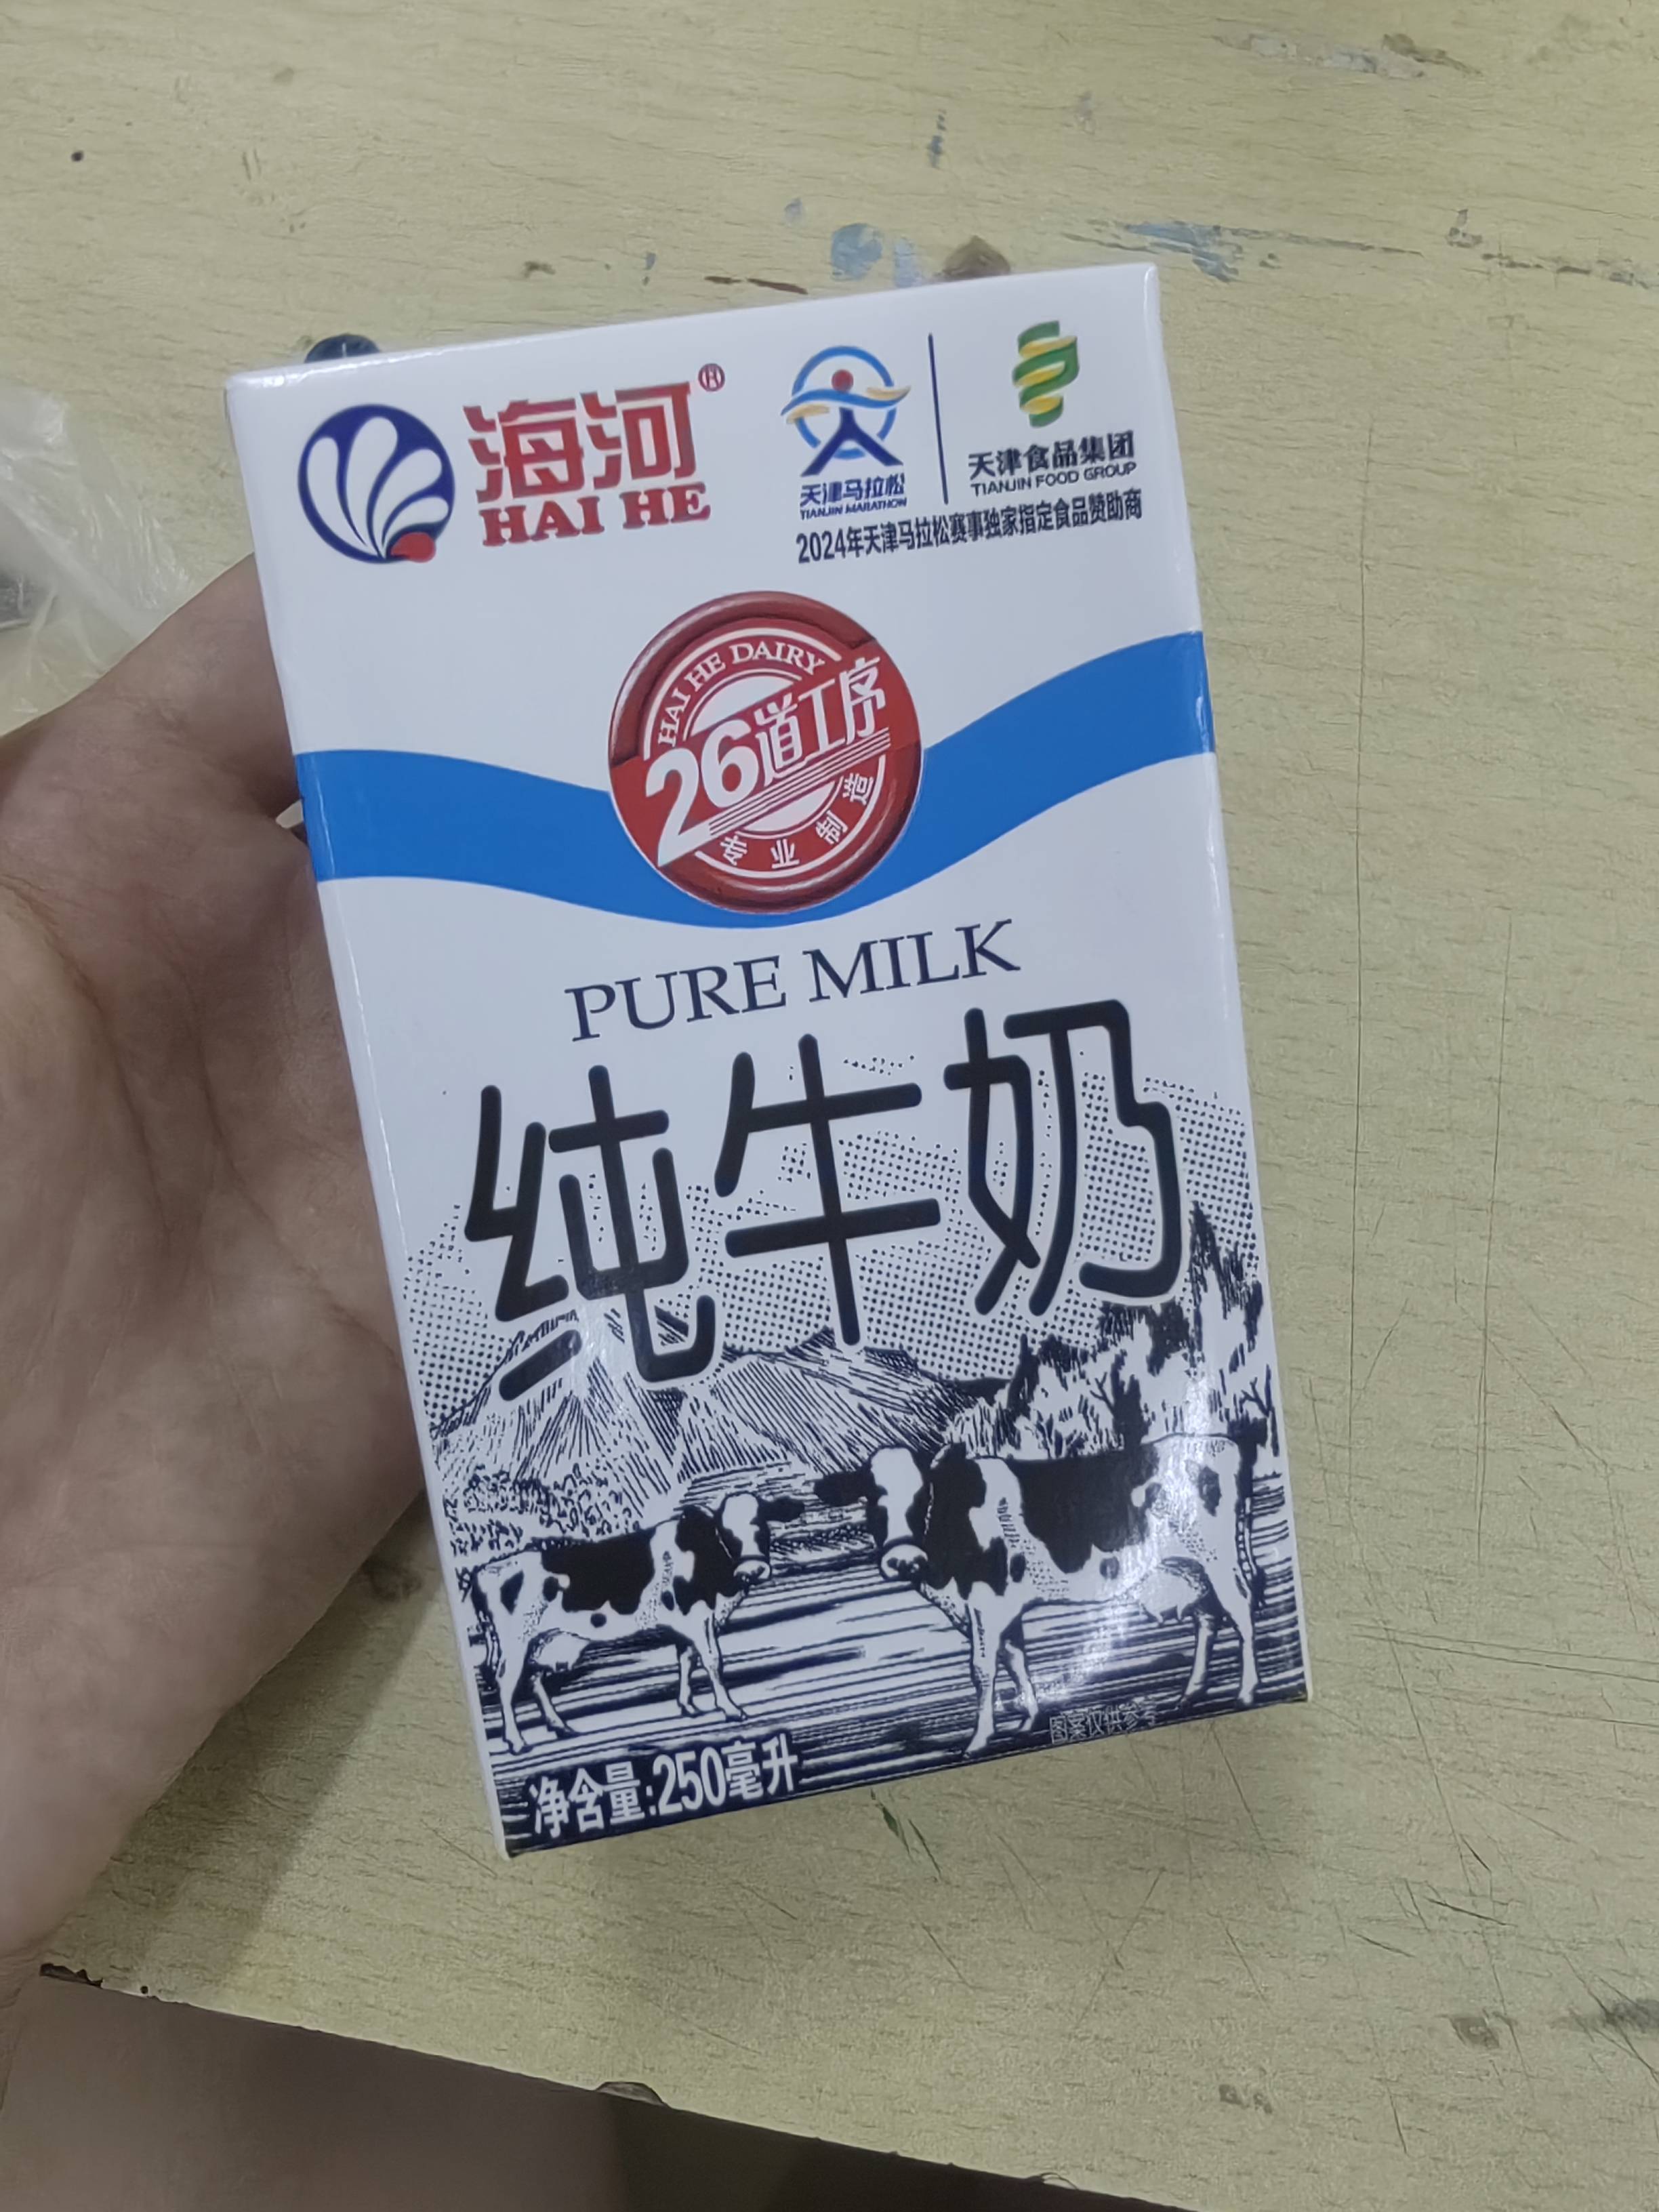 海河®
HAI HE
天津马拉松
TIANJIN MARATHON
天津食品集团
TIANJIN FOOD GROUP
2024年天津马拉松赛事独家指定食品赞助商
HAI HE DAIRY
26道工序
专业制造
PURE MILK
纯牛奶
图案仅供参考
净含量:250毫升